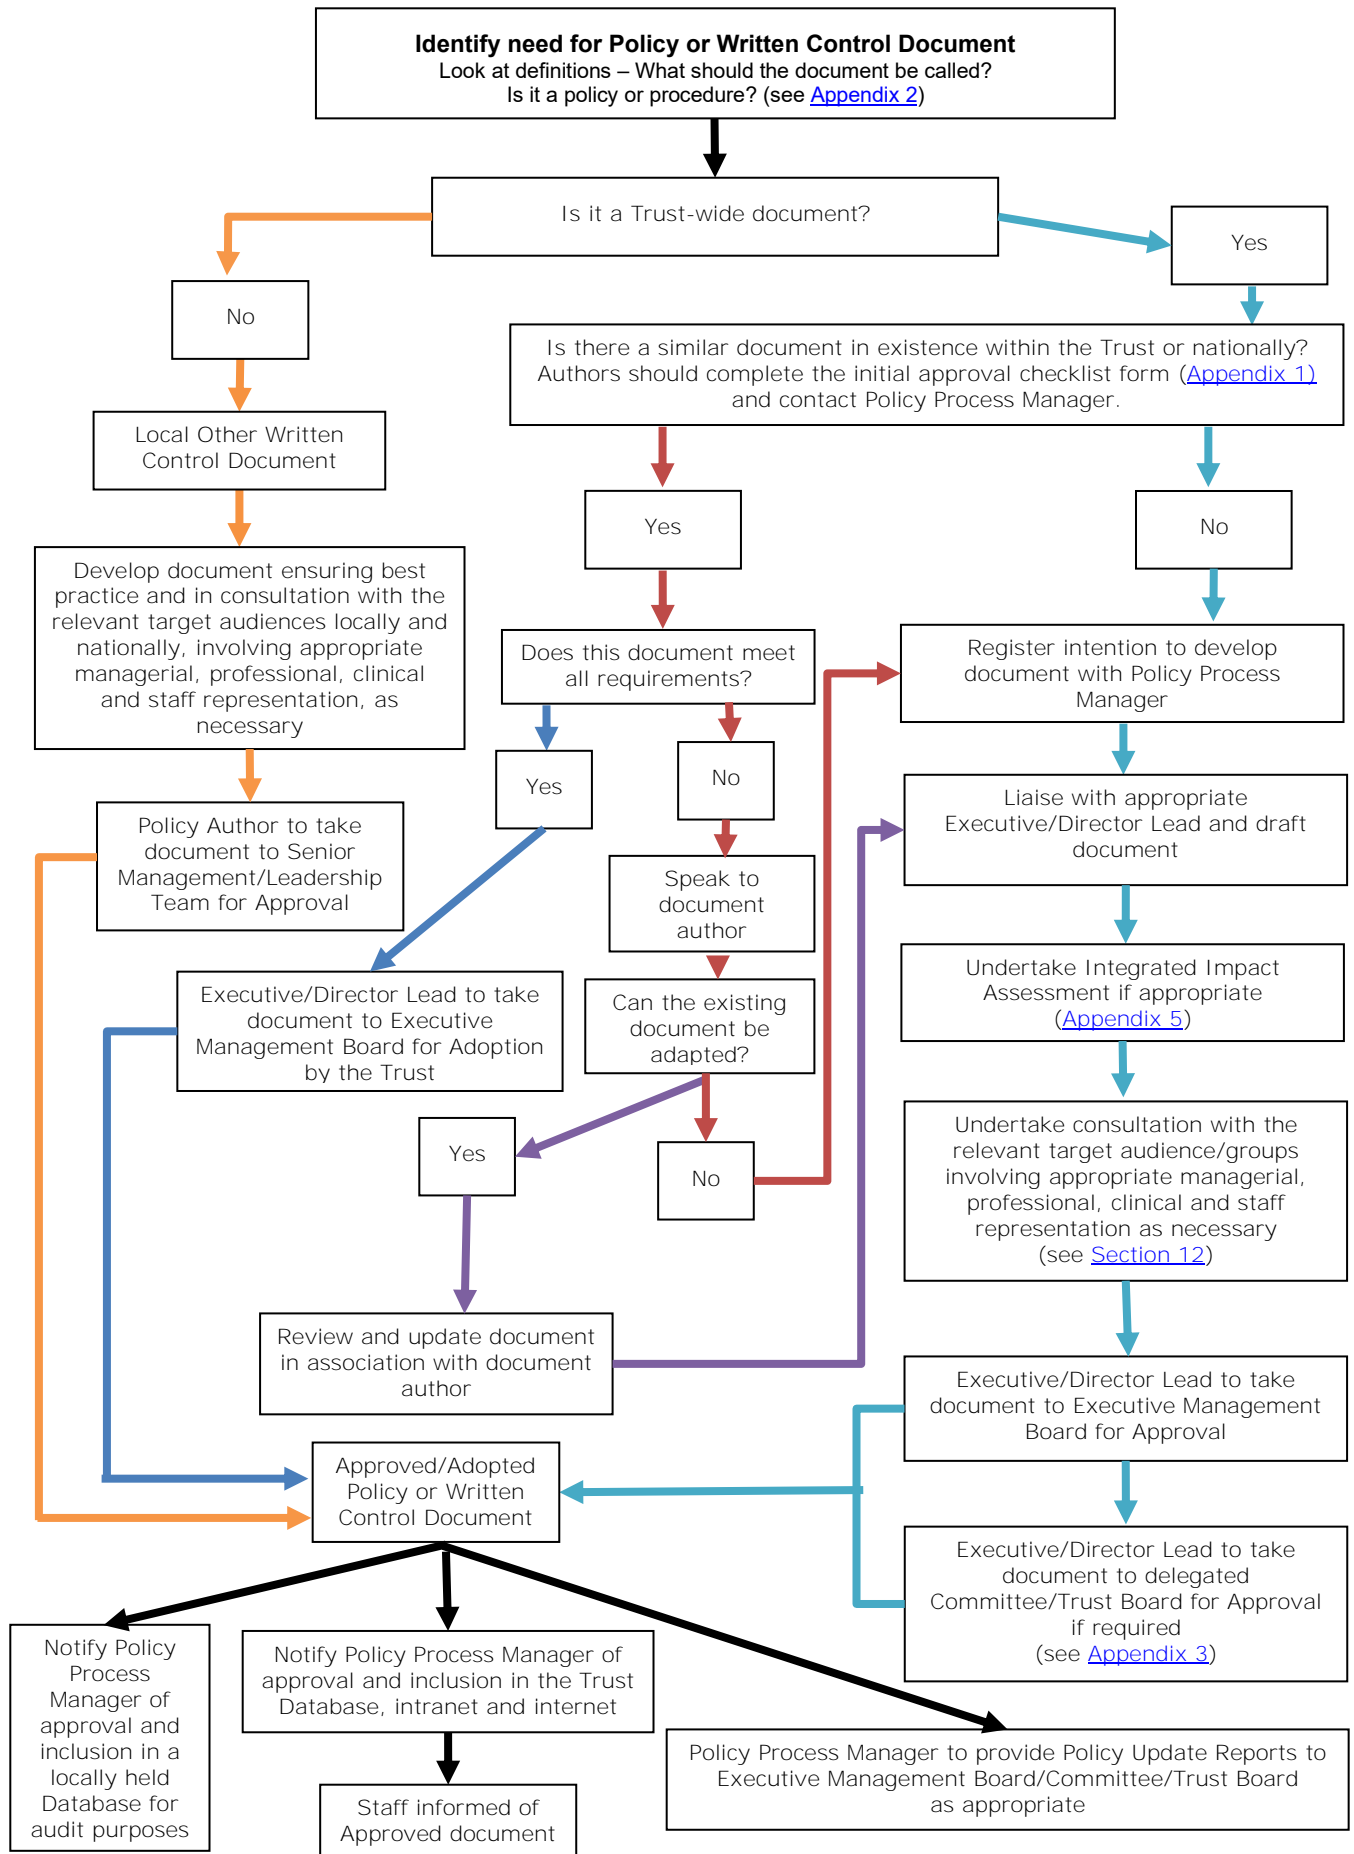 Identify need for Policy or Written Control Document
Look at definitions – What should the document be called?
Is it a policy or procedure? (see Appendix 2)
Is it a Trust-wide document?
Yes
No
Is there a similar document in existence within the Trust or nationally?
Authors should complete the initial approval checklist form (Appendix 1)
and contact Policy Process Manager.
Local Other Written
Control Document
Yes
No
Develop document ensuring best
practice and in consultation with the
relevant target audiences locally and
nationally, involving appropriate
managerial, professional, clinical
and staff representation, as
necessary
Does this document meet
all requirements?
Register intention to develop
document with Policy Process
Manager
Yes
No
Liaise with appropriate
Executive/Director Lead and draft
document
Policy Author to take
document to Senior
Management/Leadership
Team for Approval
Speak to
document
author
Undertake Integrated Impact
Assessment if appropriate
(Appendix 5)
Executive/Director Lead to take
document to Executive
Management Board for Adoption
by the Trust
Can the existing
document be
adapted?
Yes
No
Undertake consultation with the
relevant target audience/groups
involving appropriate managerial,
professional, clinical and staff
representation as necessary
(see Section 12)
Review and update document
in association with document
author
Executive/Director Lead to take
document to Executive Management
Board for Approval
Approved/Adopted
Policy or Written
Control Document
Executive/Director Lead to take
document to delegated
Committee/Trust Board for Approval
if required
(see Appendix 3)
Notify Policy
Process
Manager of
approval and
inclusion in a
locally held
Database for
audit purposes
Notify Policy Process Manager of
approval and inclusion in the Trust
Database, intranet and internet
Policy Process Manager to provide Policy Update Reports to
Executive Management Board/Committee/Trust Board
as appropriate
Staff informed of
Approved document